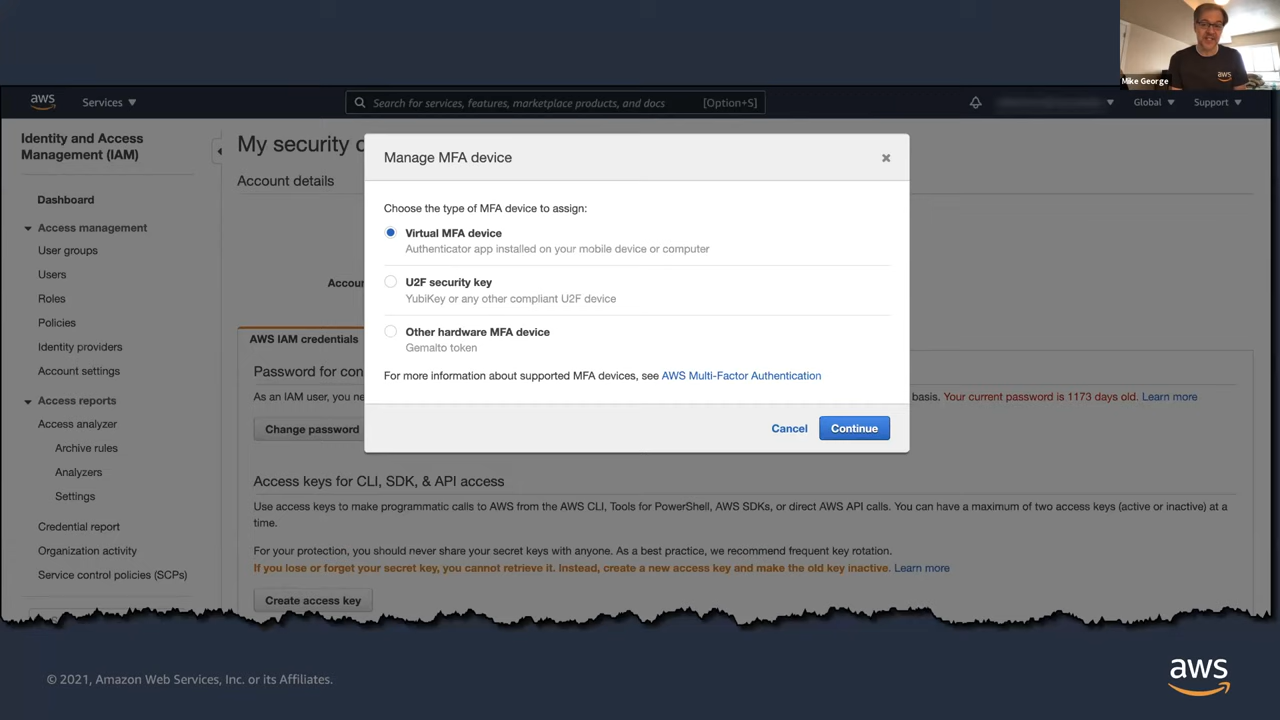 aws
Mike George
aws
Services
Search for services, features, marketplace products, and docs
[Option+S]
Global
Support
Identity and Access
Management (IAM)
Dashboard
Access management
User groups
Users
Roles
Policies
Identity providers
Account settings
Access reports
Access analyzer
Archive rules
Analyzers
Settings
Credential report
Organization activity
Service control policies (SCPs)
My security c
Account details
Accour
AWS IAM credentials
Password for con
As an IAM user, you ne
basis. Your current password is 1173 days old. Learn more
Change password
Manage MFA device
Choose the type of MFA device to assign:
Virtual MFA device
Authenticator app installed on your mobile device or computer
U2F security key
YubiKey or any other compliant U2F device
Other hardware MFA device
Gemalto token
For more information about supported MFA devices, see AWS Multi-Factor Authentication
Cancel
Continue
Access keys for CLI, SDK, & API access
Use access keys to make programmatic calls to AWS from the AWS CLI, Tools for PowerShell, AWS SDKs, or direct AWS API calls. You can have a maximum of two access keys (active or inactive) at a
time.
For your protection, you should never share your secret keys with anyone. As a best practice, we recommend frequent key rotation.
If you lose or forget your secret key, you cannot retrieve it. Instead, create a new access key and make the old key inactive. Learn more
Create access key
© 2021, Amazon Web Services, Inc. or its Affiliates.
aws